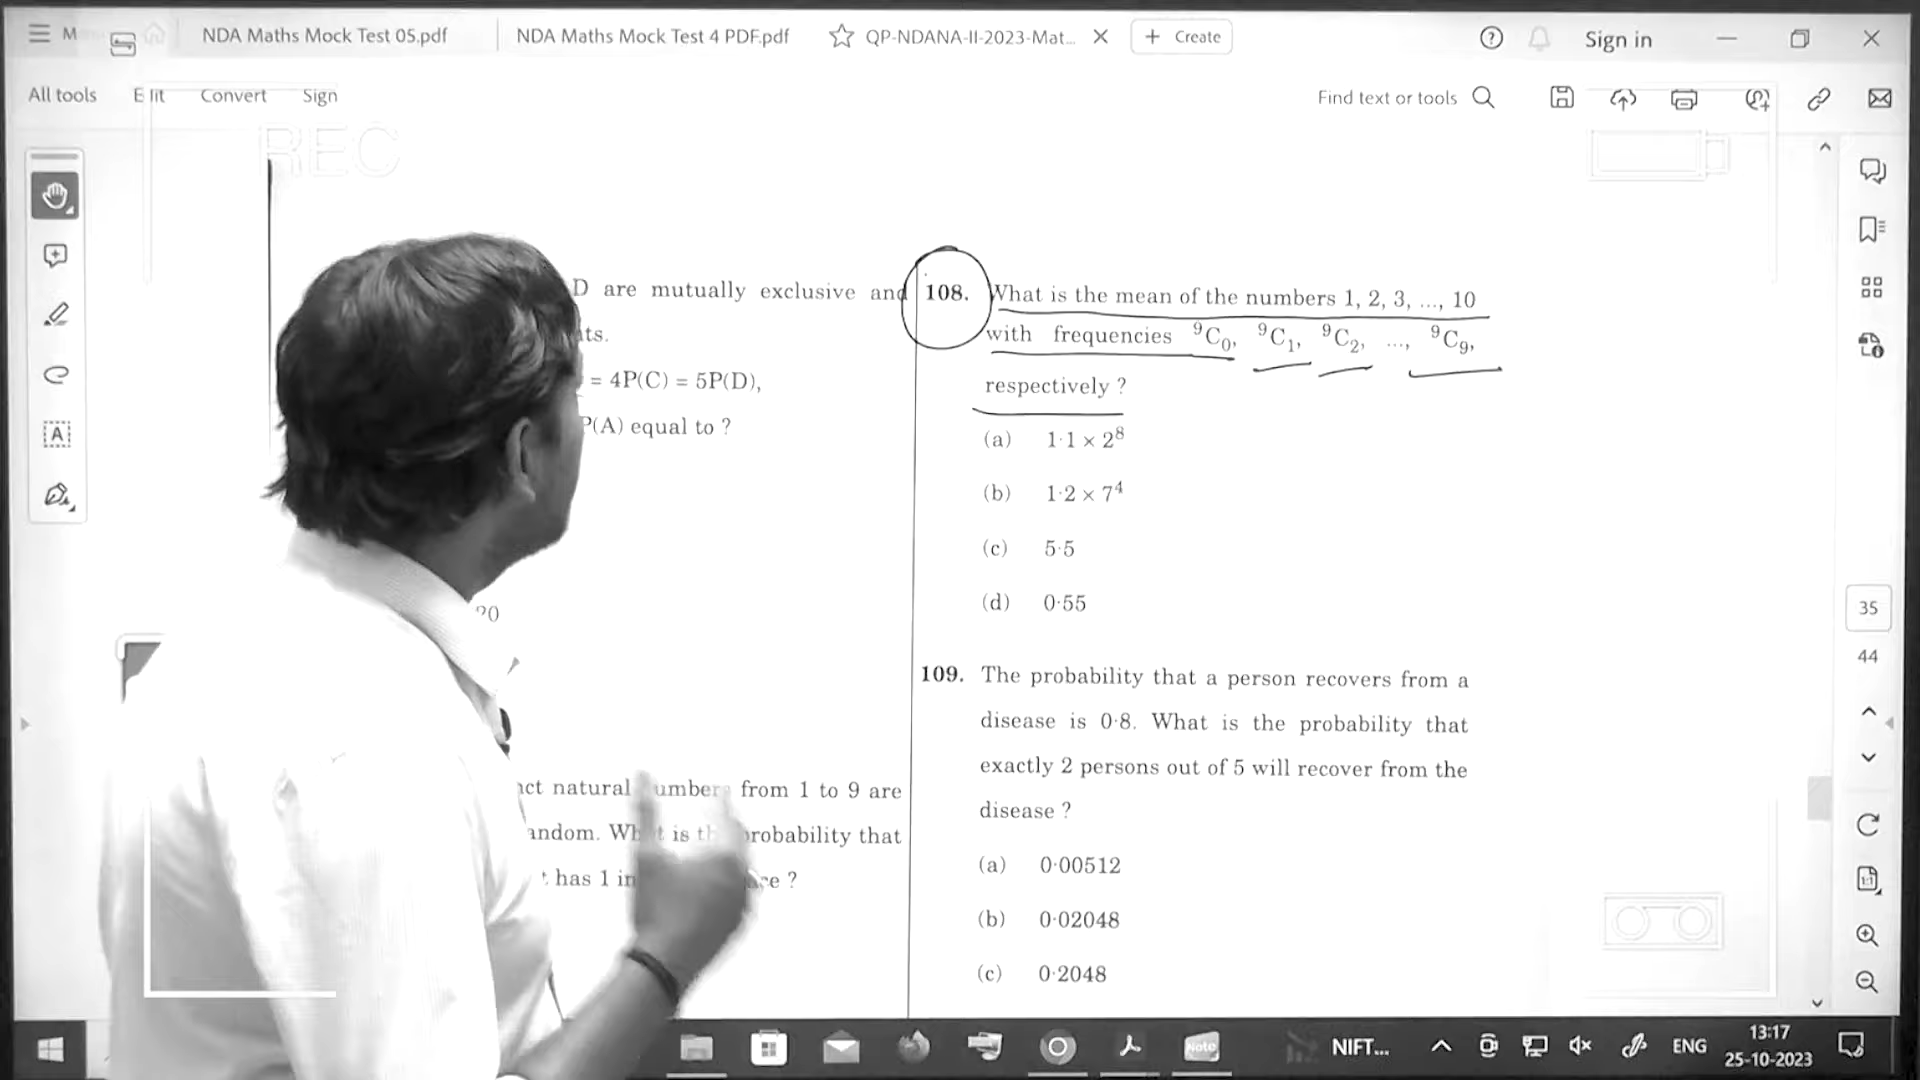 NDA Maths Mock Test 05.pdf
NDA Maths Mock Test 4 PDF.pdf
QP-NDANA-II-2023-Mat...
+ Create
Sign in
All tools
Convert
Sign
Find text or tools
REC
D are mutually exclusive and
= 4P(C) = 5P(D),
P(A) equal to ?
108. What is the mean of the numbers 1, 2, 3, ..., 10
with frequencies ⁹C₀, ⁹C₁, ⁹C₂, ..., ⁹C₉,
respectively ?
(a) 1·1 × 2⁸
(b) 1·2 × 7⁴
(c) 5·5
(d) 0·55
109. The probability that a person recovers from a
disease is 0·8. What is the probability that
exactly 2 persons out of 5 will recover from the
disease ?
(a) 0·00512
(b) 0·02048
(c) 0·2048
natural from 1 to 9 are
is probability that
has 1 in ?
35
44
NIFT...
ENG
13:17
25-10-2023